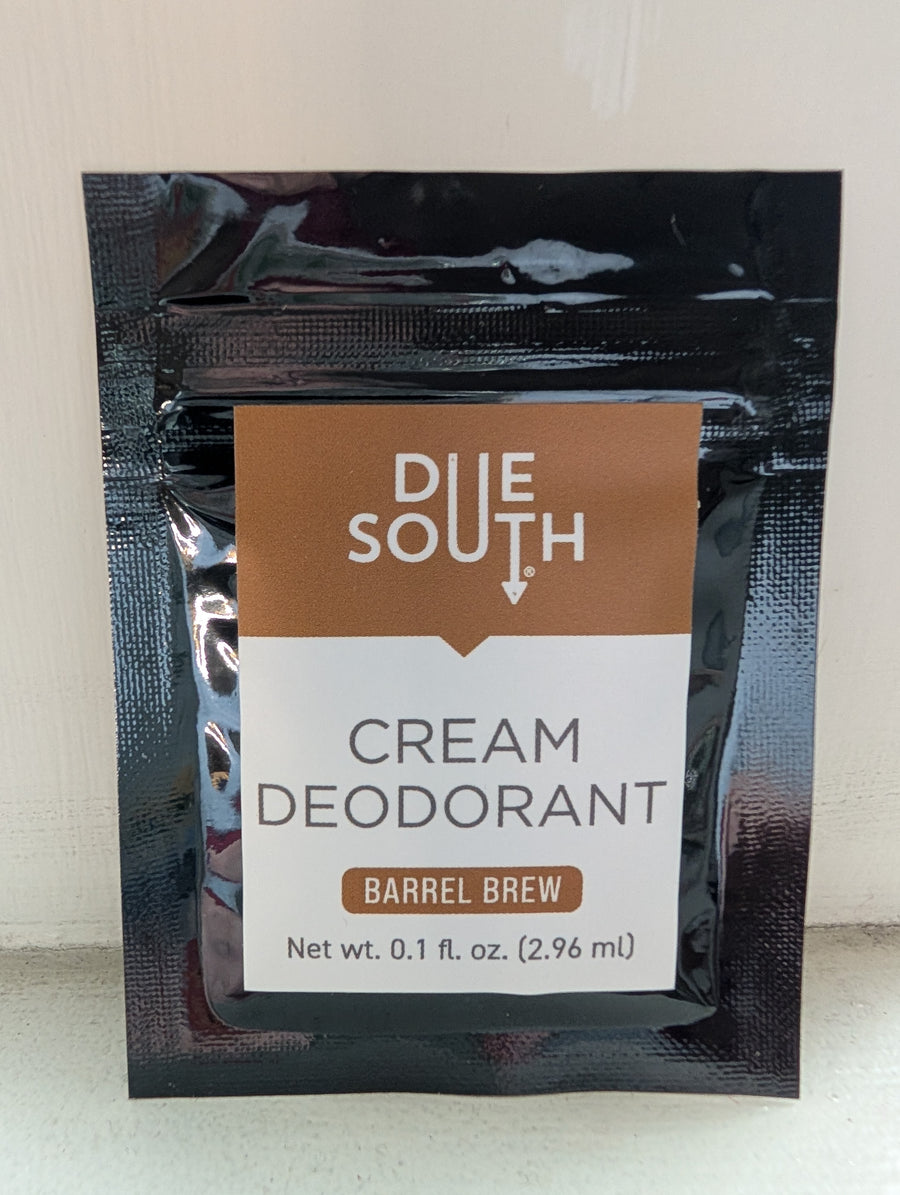 DUE
SOUTH®
CREAM
DEODORANT
BARREL BREW
Net wt. 0.1 fl. oz. (2.96 ml)